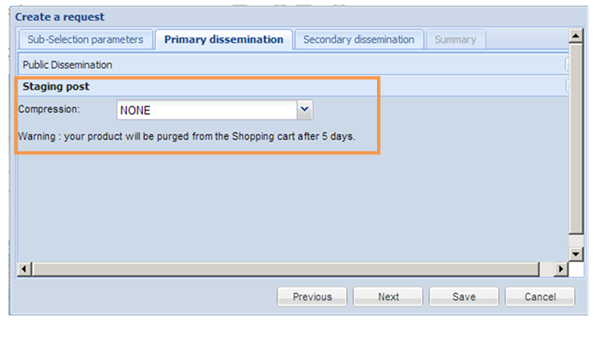 Create a request
Sub-Selection parameters Primary dissemination Secondary dissemination Summary
Public Dissemination
Staging post
Compression: NONE
Warning : your product will be purged from the Shopping cart after 5 days.
Previous Next Save Cancel